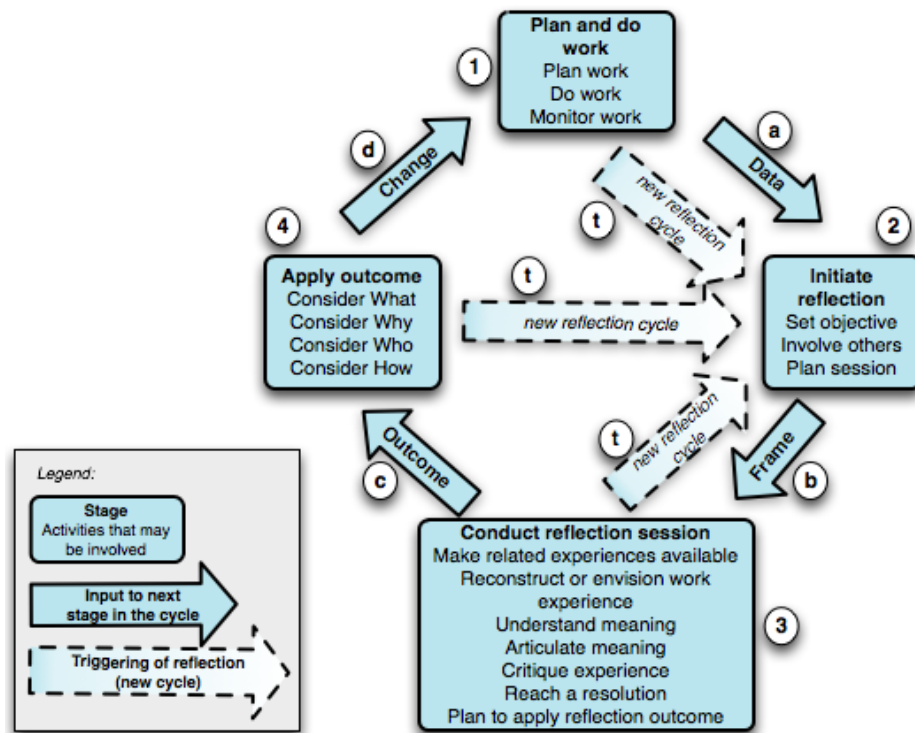 Plan and do
work
Plan work
Do work
Monitor work
1
a
Data
d
Change
new reflection
cycle
t
4
2
Apply outcome
Consider What
Consider Why
Consider Who
Consider How
t
new reflection cycle
Initiate
reflection
Set objective
Involve others
Plan session
Outcome
c
t
new reflection
cycle
Frame
b
Conduct reflection session
Make related experiences available
Reconstruct or envision work
experience
Understand meaning
Articulate meaning
Critique experience
Reach a resolution
Plan to apply reflection outcome
3
Legend:
Stage
Activities that may
be involved
Input to next
stage in the cycle
Triggering of reflection
(new cycle)